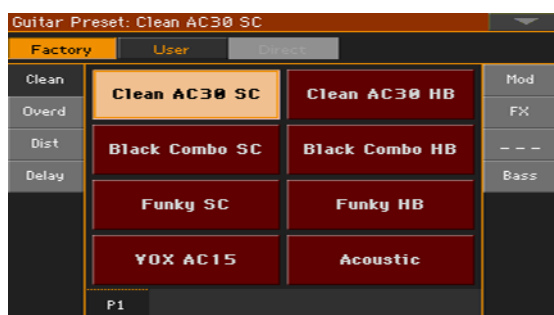 Guitar Preset: Clean AC30 SC
Factory User Direct
Clean
Overd
Dist
Delay
Clean AC30 SC Clean AC30 HB
Black Combo SC Black Combo HB
Funky SC Funky HB
VOX AC15 Acoustic
Mod
FX
---
Bass
P1